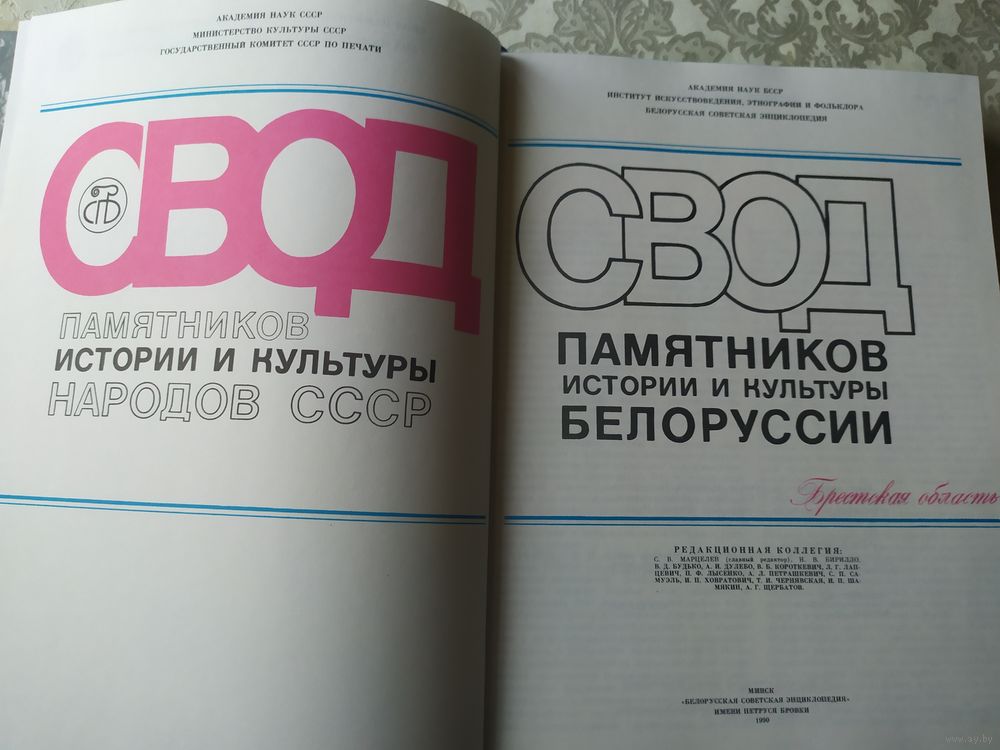 АКАДЕМИЯ НАУК СССР
МИНИСТЕРСТВО КУЛЬТУРЫ СССР
ГОСУДАРСТВЕННЫЙ КОМИТЕТ СССР ПО ПЕЧАТИ
СВОД
ПАМЯТНИКОВ
ИСТОРИИ И КУЛЬТУРЫ
НАРОДОВ СССР
АКАДЕМИЯ НАУК БССР
ИНСТИТУТ ИСКУССТВОВЕДЕНИЯ, ЭТНОГРАФИИ И ФОЛЬКЛОРА
БЕЛОРУССКАЯ СОВЕТСКАЯ ЭНЦИКЛОПЕДИЯ
СВОД
ПАМЯТНИКОВ
ИСТОРИИ И КУЛЬТУРЫ
БЕЛОРУССИИ
Брестская область
РЕДАКЦИОННАЯ КОЛЛЕГИЯ:
С. В. МАРЦЕЛЕВ (главный редактор), Н. В. БИРИЛЛО,
В. Д. БУДЬКО, А. И. ДУЛЕБО, В. Б. КОРОТКЕВИЧ, Л. Г. ЛАП-
ЦЕВИЧ, П. Ф. ЛЫСЕНКО, А. Л. ПЕТРАШКЕВИЧ, С. П. СА-
МУЭЛЬ, И. П. ХОВРАТОВИЧ, Т. И. ЧЕРНЯВСКАЯ, И. П. ША-
МЯКИН, А. Г. ЩЕРБАТОВ.
МИНСК
«БЕЛОРУССКАЯ СОВЕТСКАЯ ЭНЦИКЛОПЕДИЯ»
ИМЕНИ ПЕТРУСЯ БРОВКИ
1990
www.ay.by